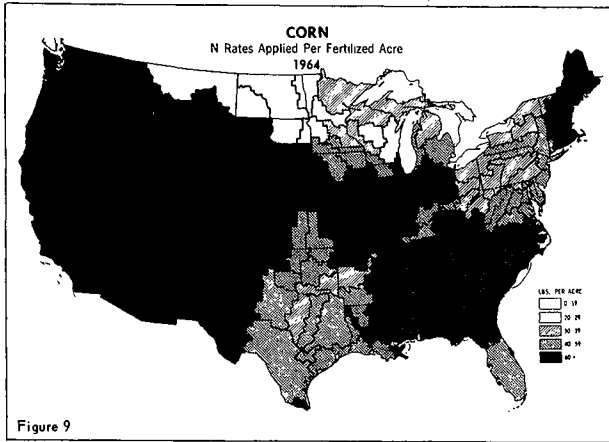 CORN
N Rates Applied Per Fertilized Acre
1964
LBS. PER ACRE
0 19
20 29
30 39
40 59
60 +
Figure 9